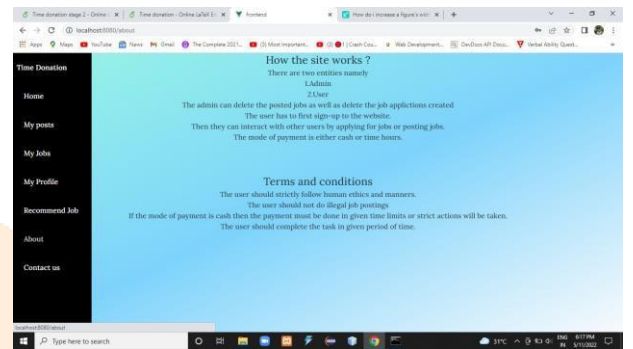 Time donation stage 2 - Online
Time donation - Online LaTeX E
frontend
How do i increase a figure's wid
localhost:8080/about
Apps
Maps
YouTube
News
Gmail
The Complete 2021...
(3) Most Important...
Web Development...
DevDocs API Docu...
Verbal Ability Quest...
Time Donation
Home
My posts
My Jobs
My Profile
Recommend Job
About
Contact us
How the site works ?
There are two entities namely
1.Admin
2.User
The admin can delete the posted jobs as well as delete the job applictions created
The user has to first sign-up to the website.
Then they can interact with other users by applying for jobs or posting jobs.
The mode of payment is either cash or time hours.
Terms and conditions
The user should strictly follow human ethics and manners.
The user should not do illegal job postings
If the mode of payment is cash then the payment must be done in given time limits or strict actions will be taken.
The user should complete the task in given period of time.
localhost:8080/about
Type here to search
31°C
ENG
IN
6:17 PM
5/11/2022